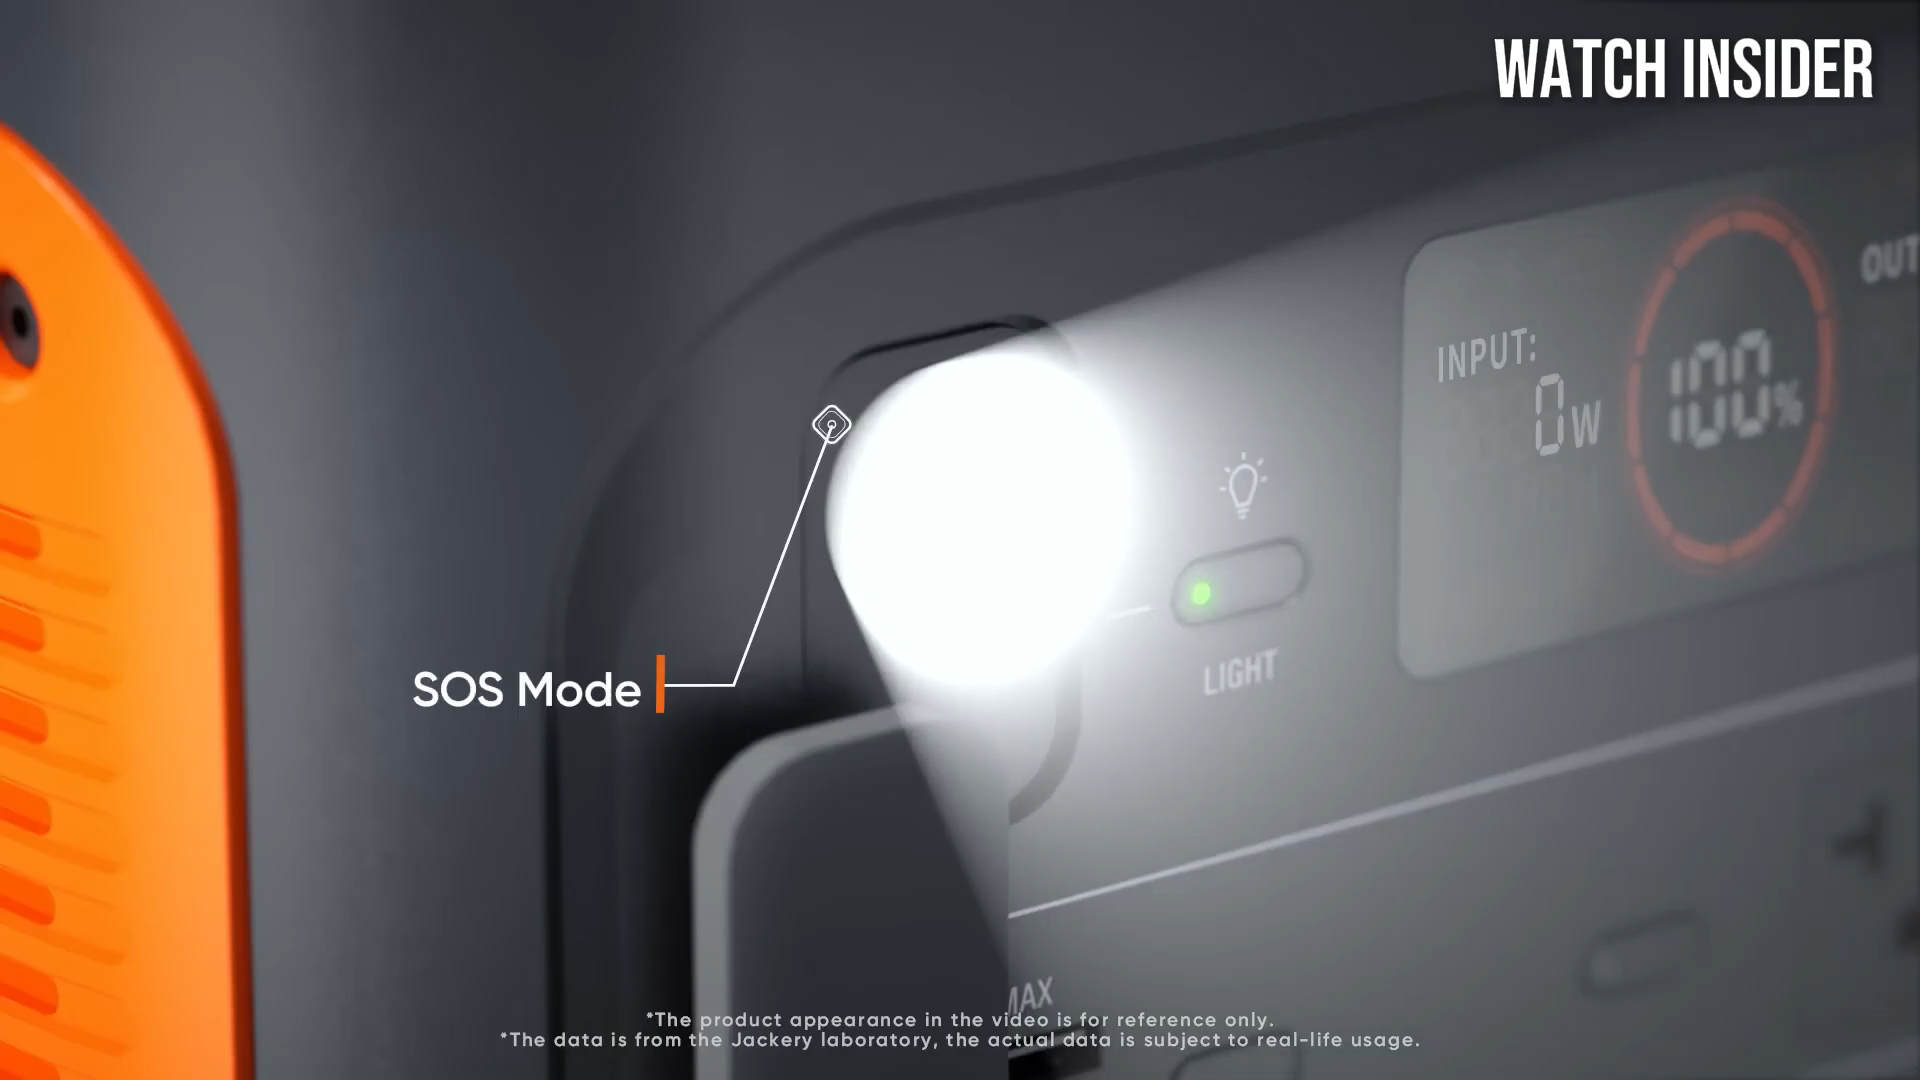 WATCH INSIDER
OUT
INPUT:
0W
100%
LIGHT
SOS Mode
MAX
*The product appearance in the video is for reference only.
*The data is from the Jackery laboratory, the actual data is subject to real-life usage.